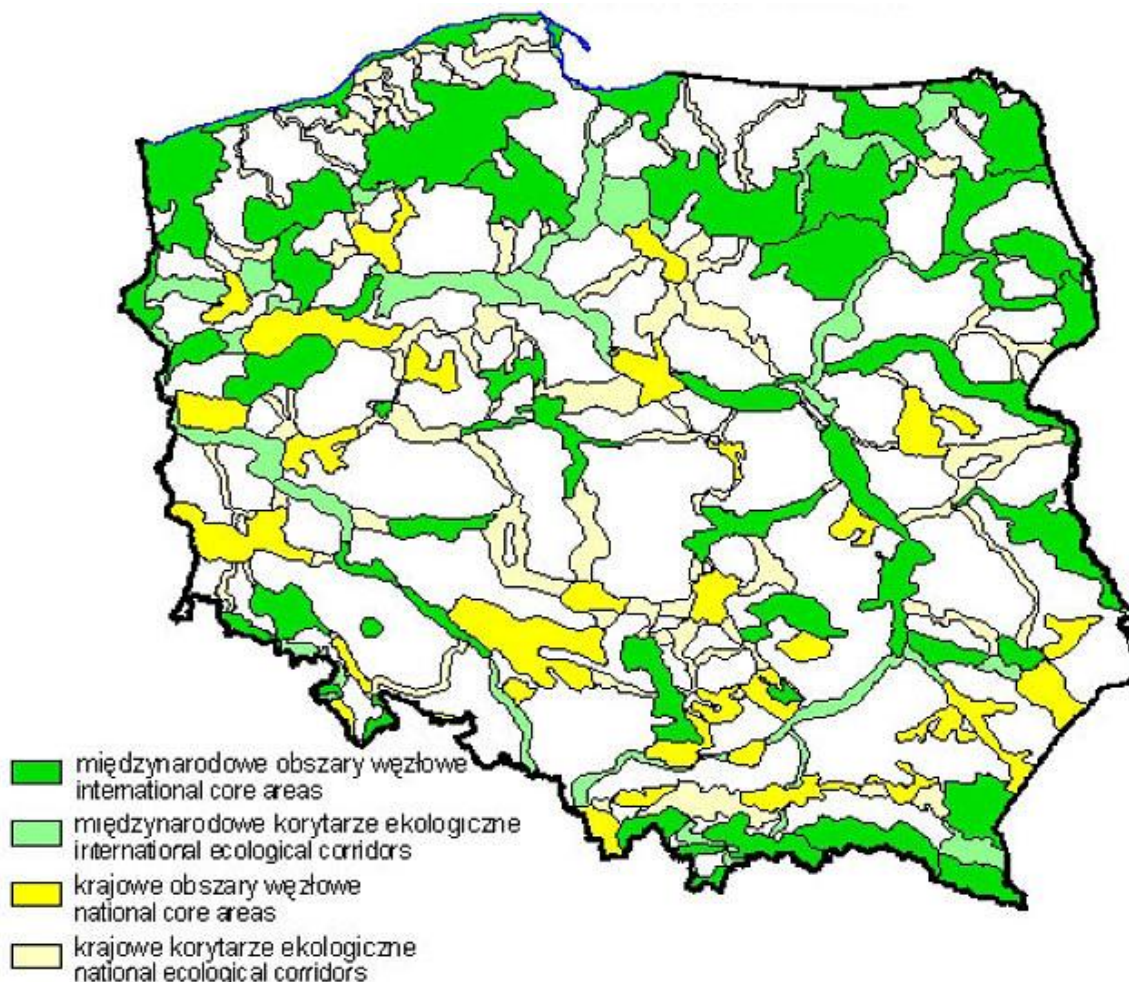 międzynarodowe obszary węzłowe
international core areas
międzynarodowe korytarze ekologiczne
international ecological corridors
krajowe obszary węzłowe
national core areas
krajowe korytarze ekologiczne
national ecological corridors